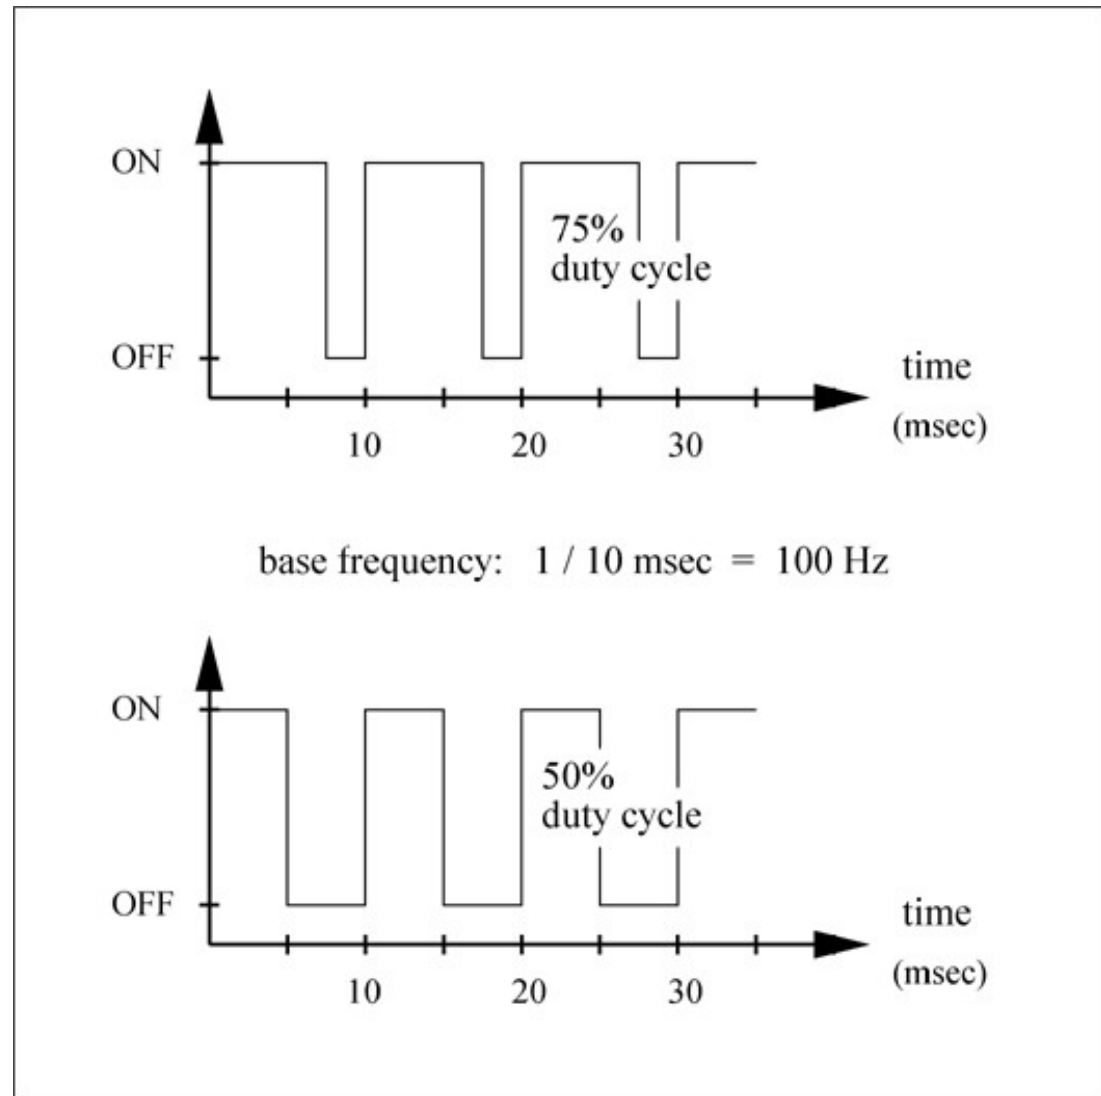 ON
75%
duty cycle
OFF
time
(msec)
10 20 30
base frequency: 1 / 10 msec = 100 Hz
ON
50%
duty cycle
OFF
time
(msec)
10 20 30